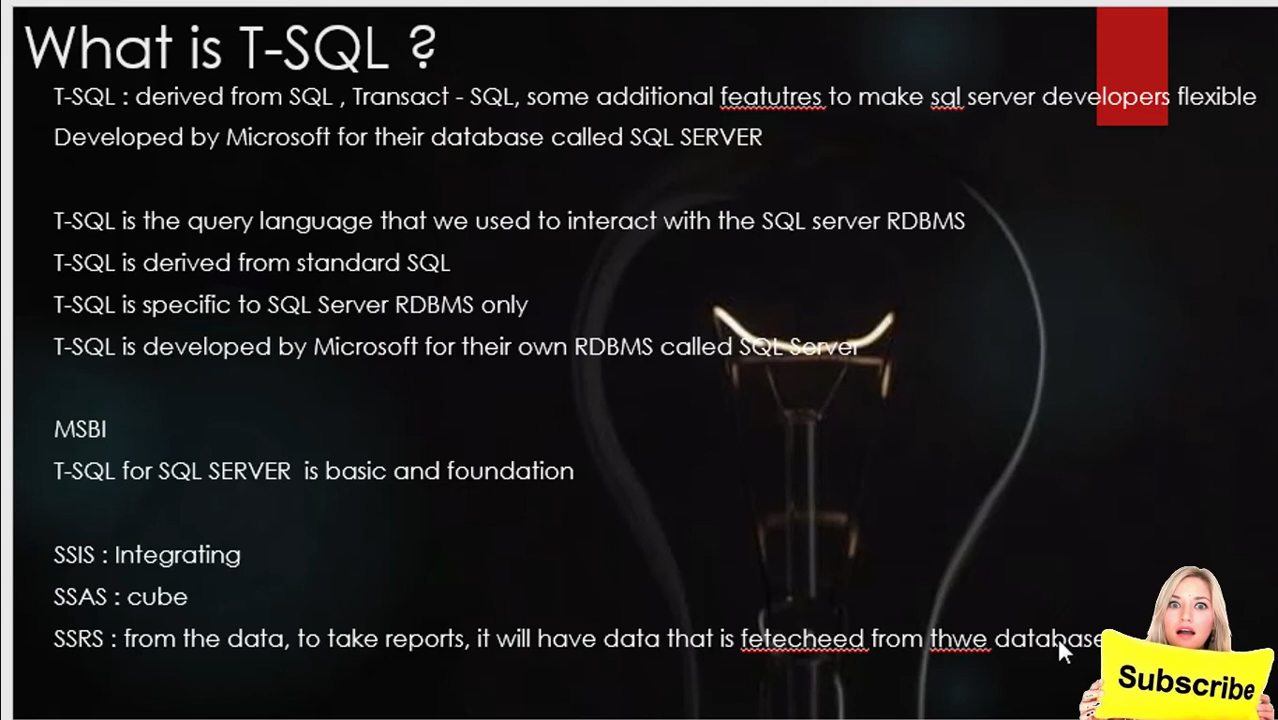 What is T-SQL ?
T-SQL : derived from SQL , Transact - SQL, some additional featutres to make sql server developers flexible
Developed by Microsoft for their database called SQL SERVER
T-SQL is the query language that we used to interact with the SQL server RDBMS
T-SQL is derived from standard SQL
T-SQL is specific to SQL Server RDBMS only
T-SQL is developed by Microsoft for their own RDBMS called SQL Server
MSBI
T-SQL for SQL SERVER is basic and foundation
SSIS : Integrating
SSAS : cube
SSRS : from the data, to take reports, it will have data that is fetecheed from thwe database
Subscribe